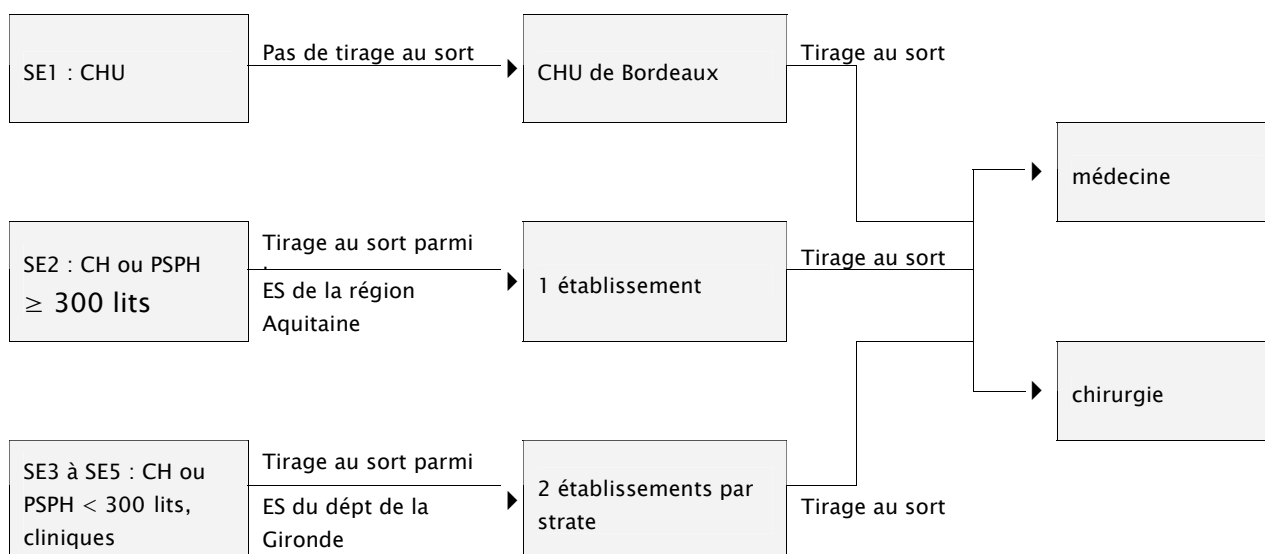 SE1 : CHU
Pas de tirage au sort
CHU de Bordeaux
Tirage au sort
médecine
SE2 : CH ou PSPH
≥ 300 lits
Tirage au sort parmi
ES de la région
Aquitaine
1 établissement
Tirage au sort
chirurgie
SE3 à SE5 : CH ou
PSPH < 300 lits,
cliniques
Tirage au sort parmi
ES du dépt de la
Gironde
2 établissements par
strate
Tirage au sort